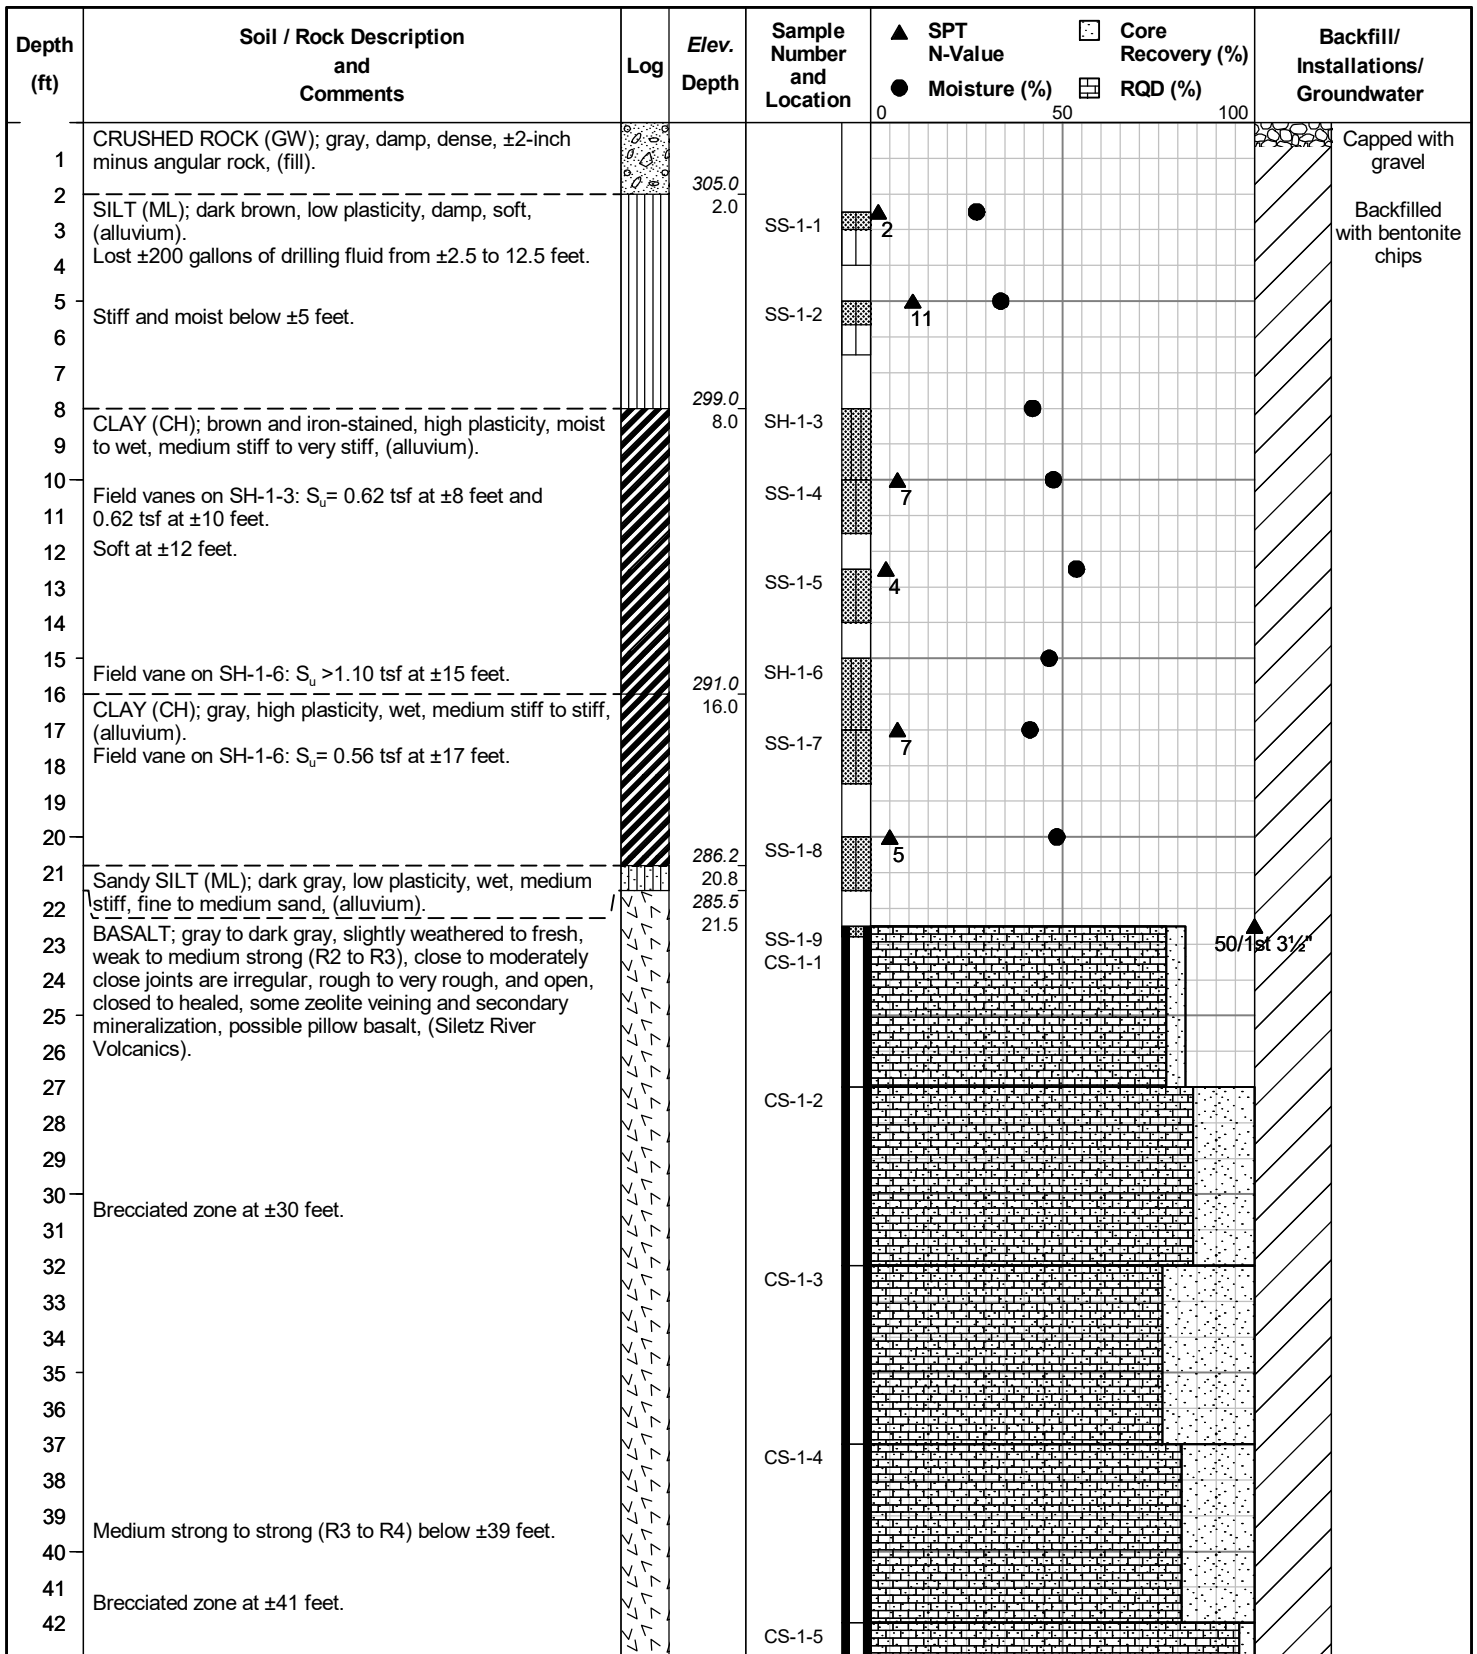 Depth
(ft)
Soil / Rock Description
and
Comments
Log
Elev.
Depth
Sample
Number
and
Location
SPT
N-Value
Core
Recovery (%)
Moisture (%)
RQD (%)
0
50
100
Backfill/
Installations/
Groundwater
1
2
3
4
5
6
7
8
9
10
11
12
13
14
15
16
17
18
19
20
21
22
23
24
25
26
27
28
29
30
31
32
33
34
35
36
37
38
39
40
41
42
CRUSHED ROCK (GW); gray, damp, dense, ±2-inch
minus angular rock, (fill).
SILT (ML); dark brown, low plasticity, damp, soft,
(alluvium).
Lost ±200 gallons of drilling fluid from ±2.5 to 12.5 feet.
Stiff and moist below ±5 feet.
CLAY (CH); brown and iron-stained, high plasticity, moist
to wet, medium stiff to very stiff, (alluvium).
Field vanes on SH-1-3: Su= 0.62 tsf at ±8 feet and
0.62 tsf at ±10 feet.
Soft at ±12 feet.
Field vane on SH-1-6: Su >1.10 tsf at ±15 feet.
CLAY (CH); gray, high plasticity, wet, medium stiff to stiff,
(alluvium).
Field vane on SH-1-6: Su= 0.56 tsf at ±17 feet.
Sandy SILT (ML); dark gray, low plasticity, wet, medium
stiff, fine to medium sand, (alluvium).
BASALT; gray to dark gray, slightly weathered to fresh,
weak to medium strong (R2 to R3), close to moderately
close joints are irregular, rough to very rough, and open,
closed to healed, some zeolite veining and secondary
mineralization, possible pillow basalt, (Siletz River
Volcanics).
Brecciated zone at ±30 feet.
Medium strong to strong (R3 to R4) below ±39 feet.
Brecciated zone at ±41 feet.
305.0
2.0
299.0
8.0
291.0
16.0
286.2
20.8
285.5
21.5
SS-1-1
SS-1-2
SH-1-3
SS-1-4
SS-1-5
SH-1-6
SS-1-7
SS-1-8
SS-1-9
CS-1-1
CS-1-2
CS-1-3
CS-1-4
CS-1-5
2
11
7
4
7
5
50/1st 3½"
Capped with
gravel
Backfilled
with bentonite
chips